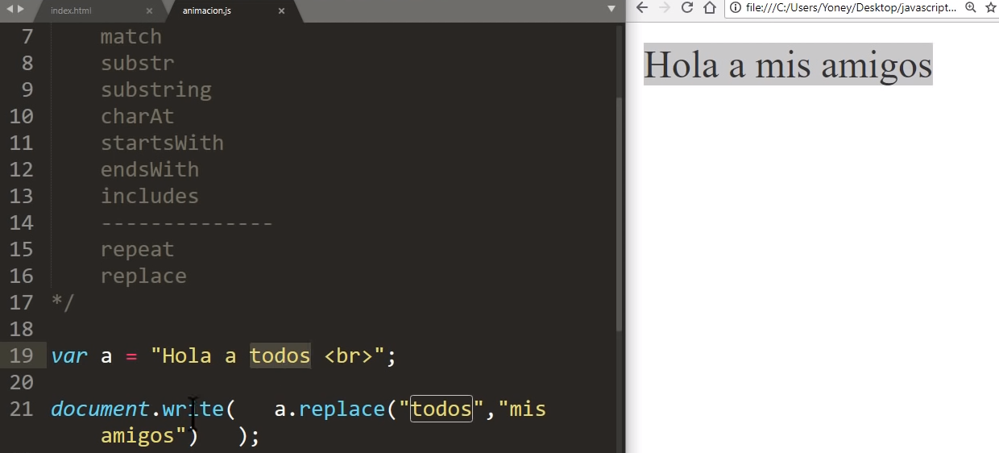 index.html × animacion.js ×
7 match
8 substr
9 substring
10 charAt
11 startsWith
12 endsWith
13 includes
14 --------------
15 repeat
16 replace
17 */
18
19 var a = "Hola a todos <br>";
20
21 document.write(   a.replace("todos","mis
amigos")   );
file:///C:/Users/Yoney/Desktop/javascript...
Hola a mis amigos